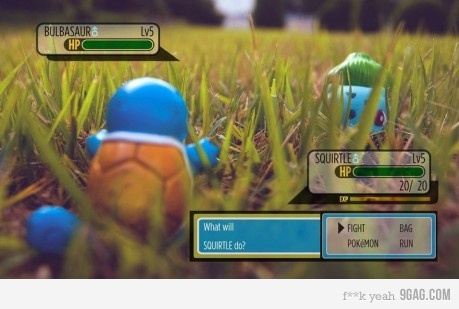 BULBASAUR♂ Lv5
HP
SQUIRTLE♂ Lv5
HP
20/ 20
EXP
What will
SQUIRTLE do?
FIGHT BAG
POKéMON RUN
f**k yeah 9GAG.COM